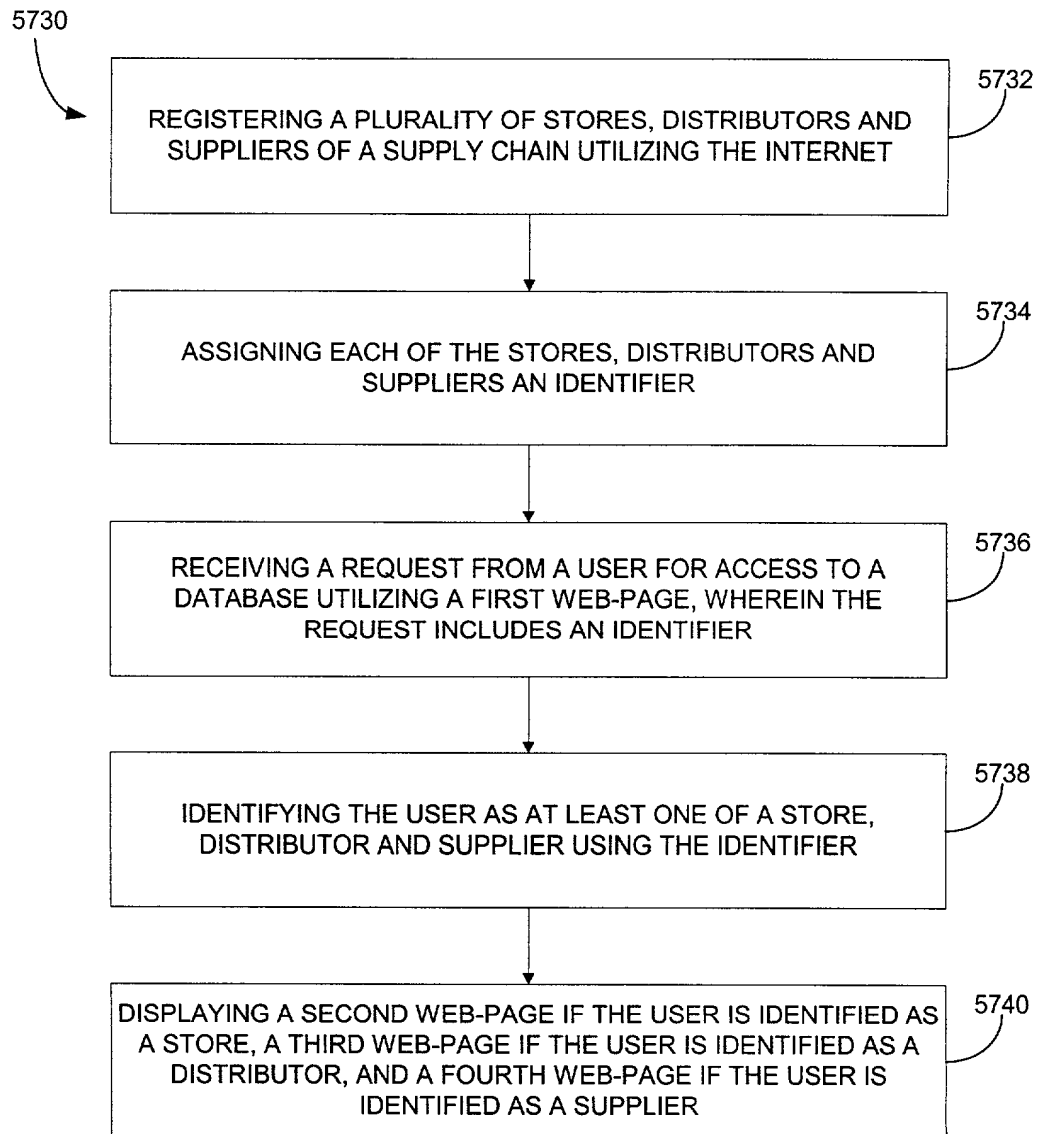 5730
5732
REGISTERING A PLURALITY OF STORES, DISTRIBUTORS AND
SUPPLIERS OF A SUPPLY CHAIN UTILIZING THE INTERNET
5734
ASSIGNING EACH OF THE STORES, DISTRIBUTORS AND
SUPPLIERS AN IDENTIFIER
5736
RECEIVING A REQUEST FROM A USER FOR ACCESS TO A
DATABASE UTILIZING A FIRST WEB-PAGE, WHEREIN THE
REQUEST INCLUDES AN IDENTIFIER
5738
IDENTIFYING THE USER AS AT LEAST ONE OF A STORE,
DISTRIBUTOR AND SUPPLIER USING THE IDENTIFIER
5740
DISPLAYING A SECOND WEB-PAGE IF THE USER IS IDENTIFIED AS
A STORE, A THIRD WEB-PAGE IF THE USER IS IDENTIFIED AS A
DISTRIBUTOR, AND A FOURTH WEB-PAGE IF THE USER IS
IDENTIFIED AS A SUPPLIER